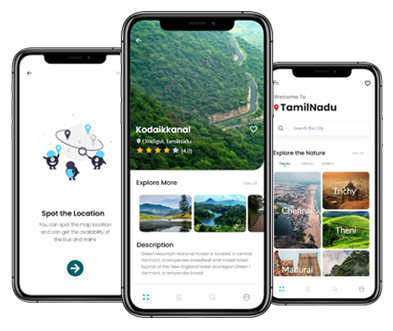 Spot the Location
You can spot the map location
and can get the availability of
the bus and trains
Kodaikkanal
Dindigul, Tamilnadu
(4.0)
Explore More
See all
Description
Green Mountain National Forest is located in central
Vermont, a temperate broadleaf and mixed forest
typical of the New England forest ecoregion.Green
Vermont, a temperate broad
Welcome To
TamilNadu
Search the City
Explore the Nature
See all
Places
History
Chennai
Trichy
Theni
Madurai